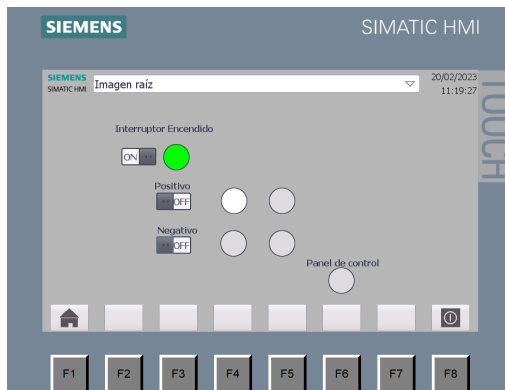 SIEMENS
SIMATIC HMI
TOUCH
SIEMENS
SIMATIC HMI
Imagen raíz
20/02/2023
11:19:27
Interruptor Encendido
ON
Positivo
OFF
Negativo
OFF
Panel de control
F1 F2 F3 F4 F5 F6 F7 F8